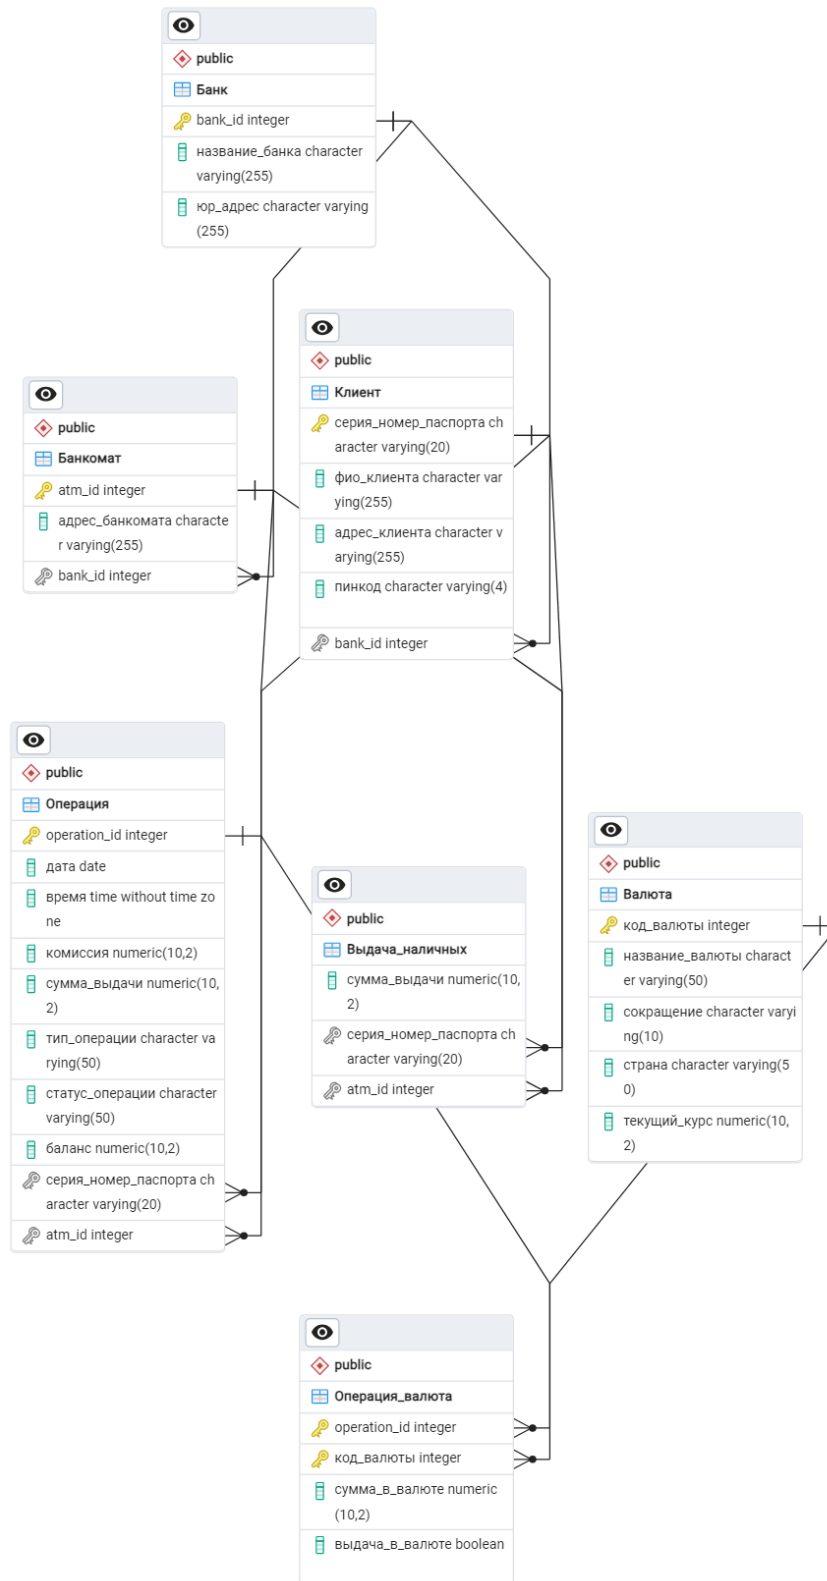 public
Банк
bank_id integer
название_банка character
varying(255)
юр_адрес character varying
(255)
public
Клиент
серия_номер_паспорта ch
aracter varying(20)
фио_клиента character var
ying(255)
адрес_клиента character v
arying(255)
пинкод character varying(4)
bank_id integer
public
Банкомат
atm_id integer
адрес_банкомата characte
r varying(255)
bank_id integer
public
Операция
operation_id integer
дата date
время time without time zo
ne
комиссия numeric(10,2)
сумма_выдачи numeric(10,
2)
тип_операции character va
rying(50)
статус_операции character
varying(50)
баланс numeric(10,2)
серия_номер_паспорта ch
aracter varying(20)
atm_id integer
public
Выдача_наличных
сумма_выдачи numeric(10,
2)
серия_номер_паспорта ch
aracter varying(20)
atm_id integer
public
Валюта
код_валюты integer
название_валюты charact
er varying(50)
сокращение character varyi
ng(10)
страна character varying(5
0)
текущий_курс numeric(10,
2)
public
Операция_валюта
operation_id integer
код_валюты integer
сумма_в_валюте numeric
(10,2)
выдача_в_валюте boolean